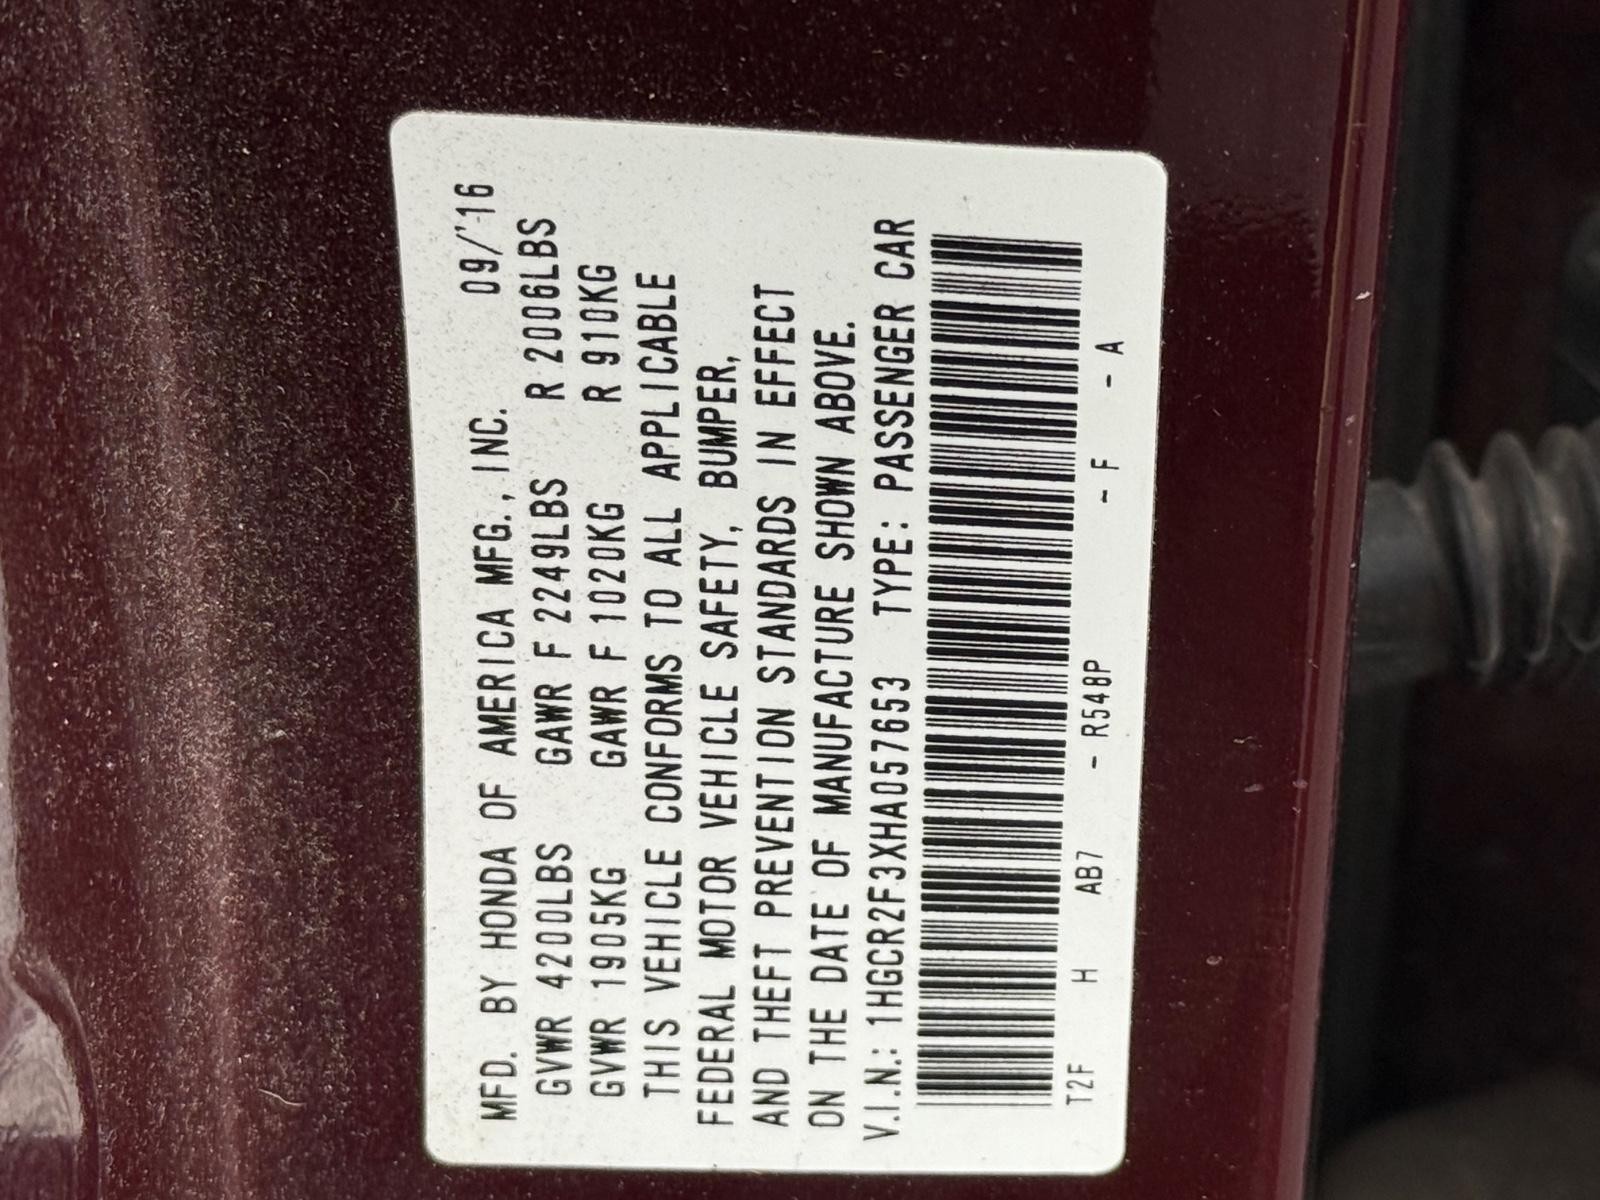 MFD. BY HONDA OF AMERICA MFG., INC. 09/'16
GVWR 4200LBS GAWR F 2249LBS R 2006LBS
GVWR 1905KG GAWR F 1020KG R 910KG
THIS VEHICLE CONFORMS TO ALL APPLICABLE
FEDERAL MOTOR VEHICLE SAFETY, BUMPER,
AND THEFT PREVENTION STANDARDS IN EFFECT
ON THE DATE OF MANUFACTURE SHOWN ABOVE.
V.I.N.: 1HGCR2F3XHA057653 TYPE: PASSENGER CAR
T2F H AB7 - R548P - F - A